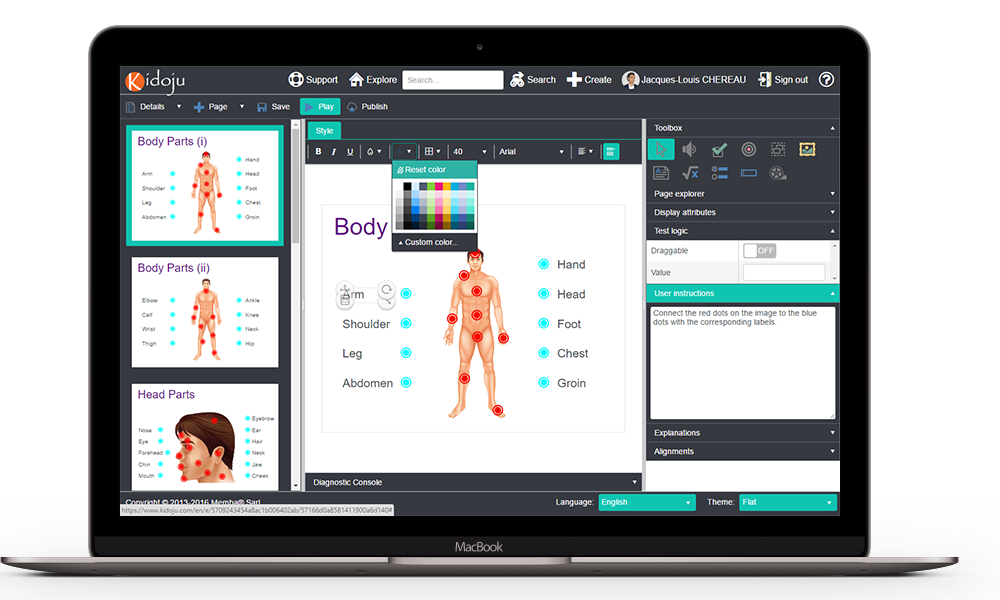 Kidoju
Support
Explore
Search...
Search
Create
Jacques-Louis CHEREAU
Sign out
Details
Page
Save
Play
Publish
Body Parts (i)
Arm
Shoulder
Leg
Abdomen
Hand
Head
Foot
Chest
Groin
Body Parts (ii)
Elbow
Calf
Wrist
Thigh
Ankle
Knee
Neck
Hip
Head Parts
Nose
Eye
Forehead
Chin
Mouth
Eyebrow
Ear
Hair
Neck
Jaw
Cheek
Style
B I U
A
40
Arial
Reset color
Custom color...
Body
Arm
Shoulder
Leg
Abdomen
Hand
Head
Foot
Chest
Groin
Diagnostic Console
Toolbox
Page explorer
Display attributes
Test logic
Draggable
OFF
Value
User instructions
Connect the red dots on the image to the blue
dots with the corresponding labels.
Explanations
Alignments
Copyright © 2013-2016 Memba® Sarl
Language: English
Theme: Flat
https://www.kidoju.com/en/e/5709243454a8ac1b006402ab/57166d0a8581411900a6d140#
MacBook